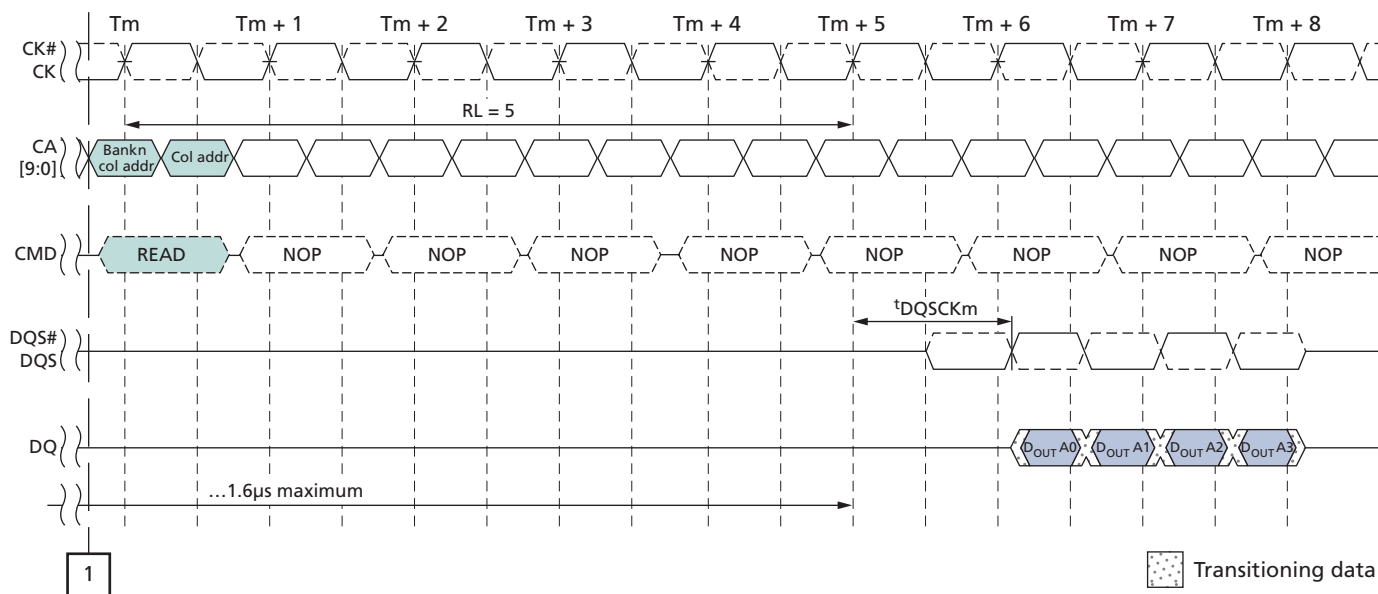 Tm Tm + 1 Tm + 2 Tm + 3 Tm + 4 Tm + 5 Tm + 6 Tm + 7 Tm + 8
CK#
CK
RL = 5
CA
[9:0]
Bankn
col addr
Col addr
CMD READ NOP NOP NOP NOP NOP NOP NOP NOP
tDQSCKm
DQS#
DQS
DQ DOUT A0 DOUT A1 DOUT A2 DOUT A3
...1.6µs maximum
1
Transitioning data